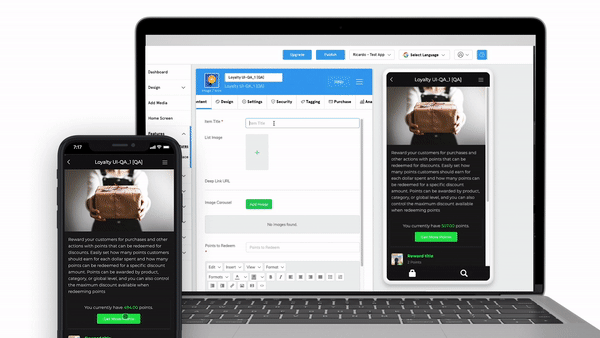 Upgrade
Publish
Ricardo - Test App
Select Language
Dashboard
Design
Add Media
Home Screen
Features
Loyalty UI-QA_1 [QA]
Loyalty UI-QA_1 [QA]
Design
Settings
Security
Tagging
Purchase
Item Title *
Item Title
List Image
Deep Link URL
Image Carousel
Add Image
No images found.
Points to Redeem
Points to Redeem
Edit
Insert
View
Format
Formats
Loyalty UI-QA_1 [QA]
Reward your customers for purchases and
other actions with points that can be
redeemed for discounts. Easily set how
many points customers should earn for
each dollar spent and how many points can
be redeemed for a specific discount
amount. Points can be awarded by product,
category, or global level, and you can also
control the maximum discount available
when redeeming points
You currently have
points.
Get More Points
Reward title
7:17
Loyalty UI-QA_1 [QA]
Reward your customers for purchases and other
actions with points that can be redeemed for
discounts. Easily set how many points customers
should earn for each dollar spent and how many
points can be redeemed for a specific discount
amount. Points can be awarded by product,
category, or global level, and you can also control
the maximum discount available when
redeeming points
You currently have
points.
Reward title